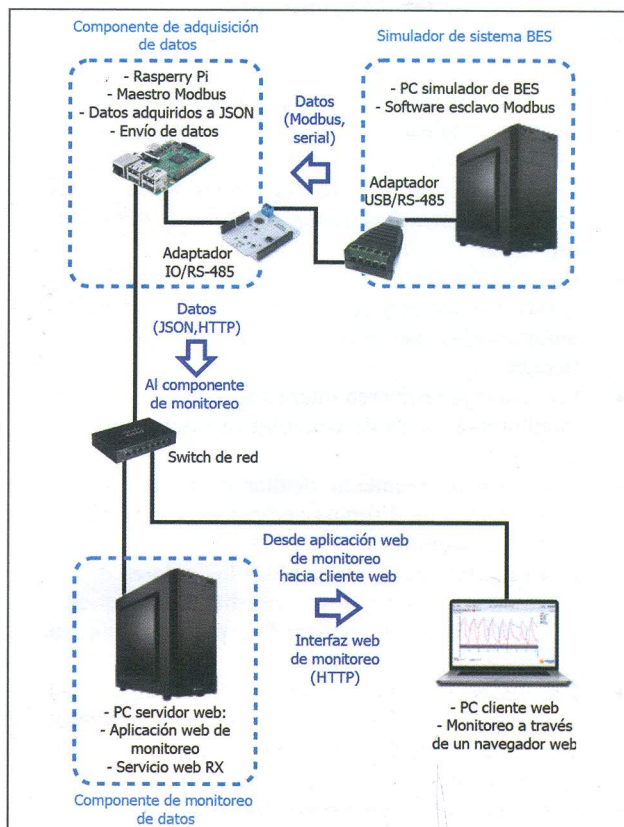 Componente de adquisición
de datos
- Rasperry Pi
- Maestro Modbus
- Datos adquiridos a JSON
- Envío de datos
Adaptador
IO/RS-485
Datos
(Modbus,
serial)
Simulador de sistema BES
- PC simulador de BES
- Software esclavo Modbus
Adaptador
USB/RS-485
Datos
(JSON,HTTP)
Al componente
de monitoreo
Switch de red
Desde aplicación web
de monitoreo
hacia cliente web
Interfaz web
de monitoreo
(HTTP)
- PC servidor web:
- Aplicación web de
monitoreo
- Servicio web RX
Componente de monitoreo
de datos
- PC cliente web
- Monitoreo a través
de un navegador web